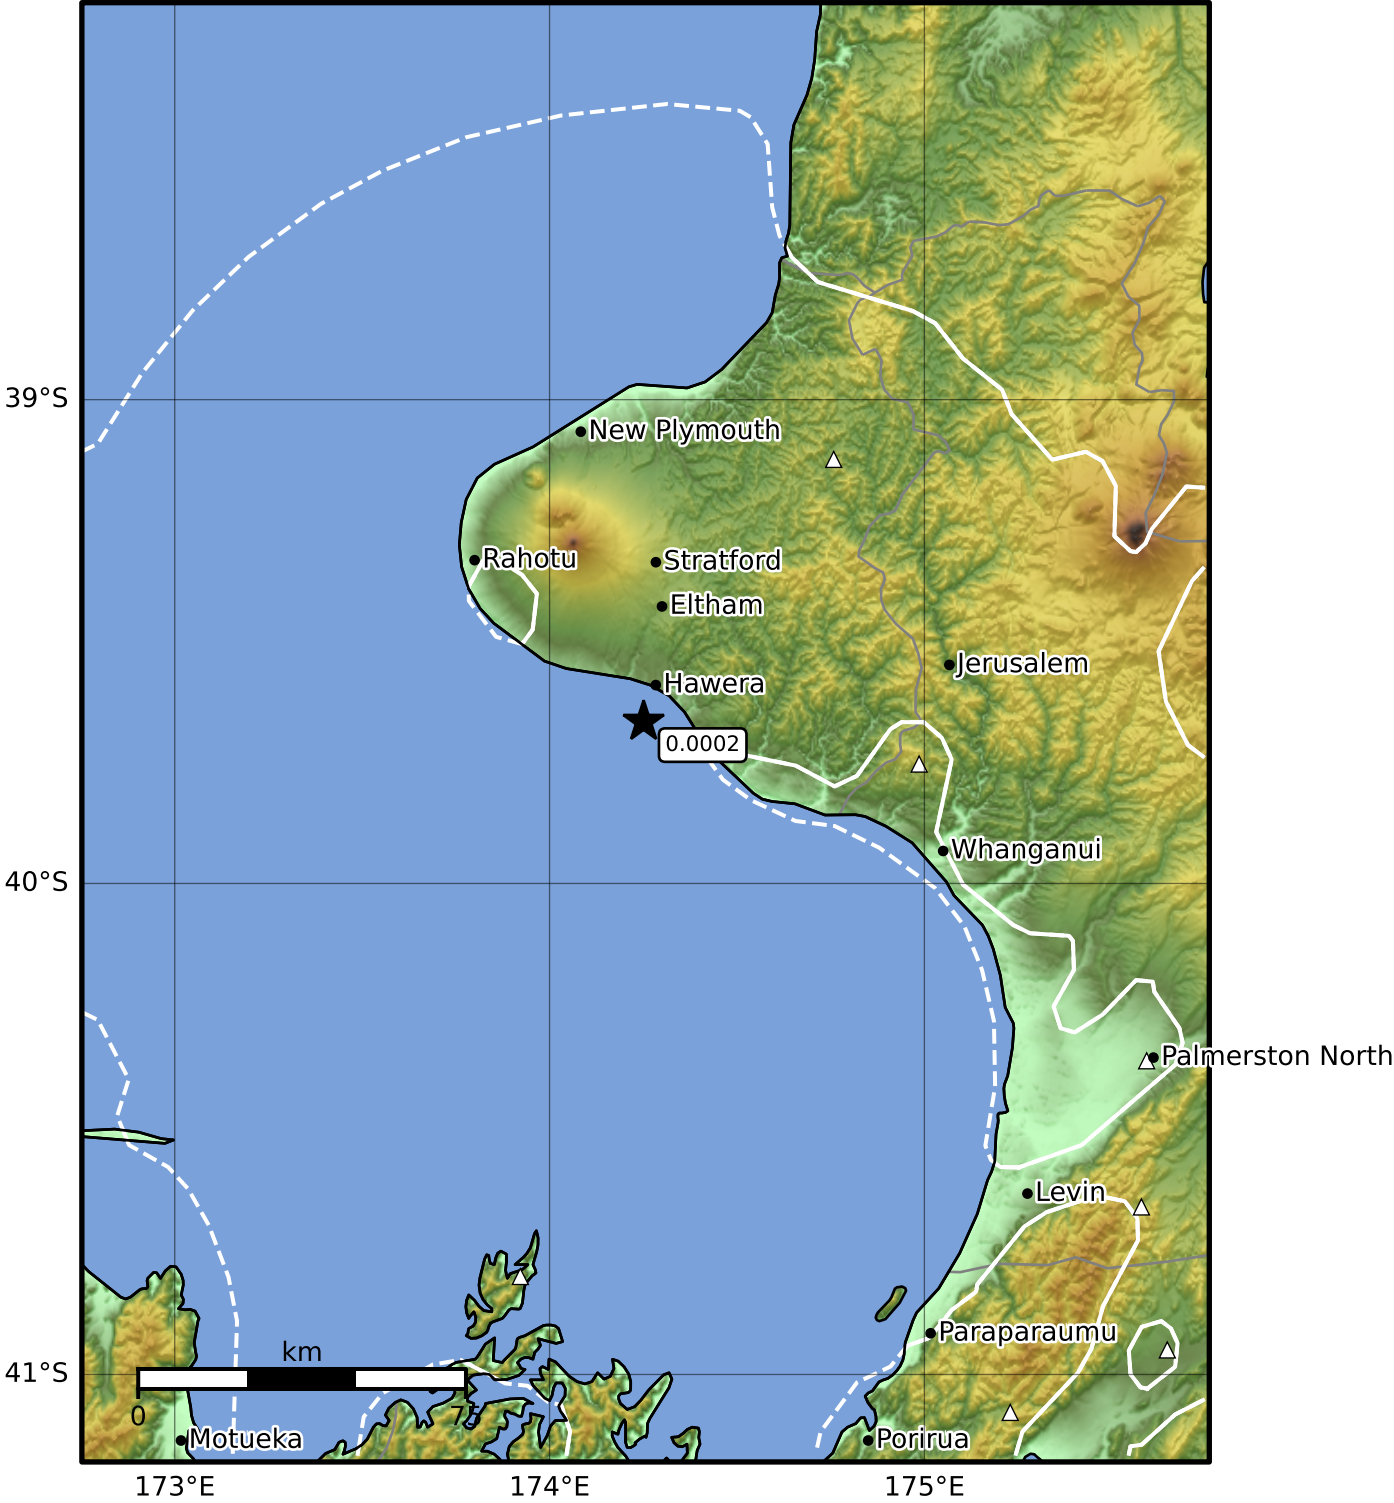 39°S
New Plymouth
Rahotu
Stratford
Eltham
Jerusalem
Hawera
0.0002
Whanganui
40°S
Palmerston North
Levin
Paraparaumu
km
41°S
0
75
Motueka
Porirua
173°E
174°E
175°E